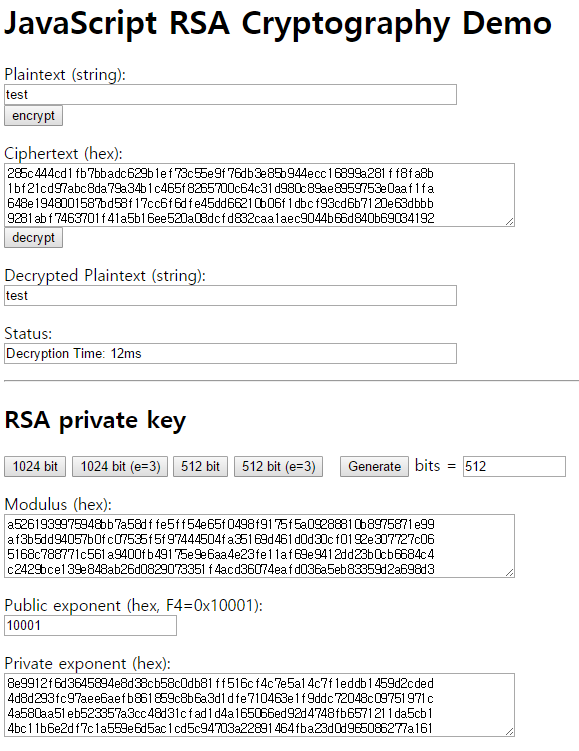 JavaScript RSA Cryptography Demo
Plaintext (string):
test
encrypt
Ciphertext (hex):
285c444cd1fb7bbadc629b1ef73c55e9f76db3e85b944ecc16899a281ff8fa8b
1bf21cd97abc8da79a34b1c465f8265700c64c31d980c89ae8959753e0aaf1fa
648e1948001587bd58f17cc6f6dfe45dd66210b06f1dbcf93cd6b7120e63dbbb
9281abf7463701f41a5b16ee520a08dcfd832caa1aec9044b66d840b69034192
decrypt
Decrypted Plaintext (string):
test
Status:
Decryption Time: 12ms
RSA private key
1024 bit 1024 bit (e=3) 512 bit 512 bit (e=3) Generate bits = 512
Modulus (hex):
a5261939975948bb7a58dffe5ff54e65f0498f9175f5a09288810b8975871e99
af3b5dd94057b0fc07535f5f97444504fa35169d461d0d30cf0192e307727c06
5168c788771c561a9400fb49175e9e6aa4e23fe11af69e9412dd23b0cb6684c4
c2429bce139e848ab26d0829073351f4acd36074eafd036a5eb83359d2a698d3
Public exponent (hex, F4=0x10001):
10001
Private exponent (hex):
8e9912f6d3645894e8d38cb58c0db81ff516cf4c7e5a14c7f1eddb1459d2cded
4d8d293fc97aee6aefb861859c8b6a3d1dfe710463e1f9ddc72048c09751971c
4a580aa51eb523357a3cc48d31cfad1d4a165066ed92d4748fb6571211da5cb1
4bc11b6e2df7c1a559e6d5ac1cd5c94703a22891464fba23d0d965086277a161